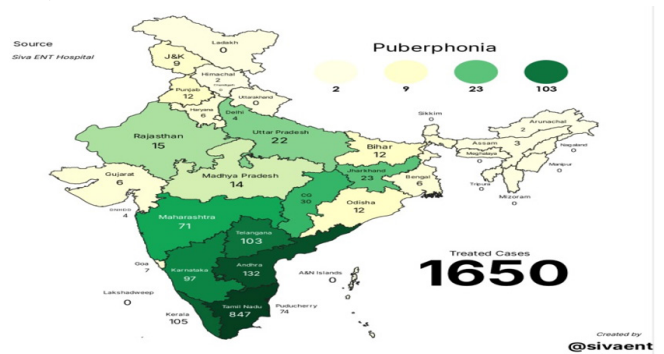 Source
Siva ENT Hospital
Puberphonia
2
9
23
103
Ladakh
0
J&K
9
Himachal
2
Punjab
12
Uttarakhand
0
Haryana
6
Delhi
4
Rajasthan
15
Uttar Pradesh
22
Bihar
12
Sikkim
0
Arunachal
2
Assam
3
Nagaland
0
Meghalaya
0
Manipur
0
Tripura
0
Mizoram
0
Gujarat
6
Madhya Pradesh
14
Jharkhand
23
Bengal
6
CG
30
Odisha
12
4
Maharashtra
71
Telangana
103
Goa
7
Karnataka
97
Andhra
132
A&N Islands
0
Lakshadweep
0
Kerala
105
Tamil Nadu
847
Puducherry
74
Treated Cases
1650
Created by
@sivaent